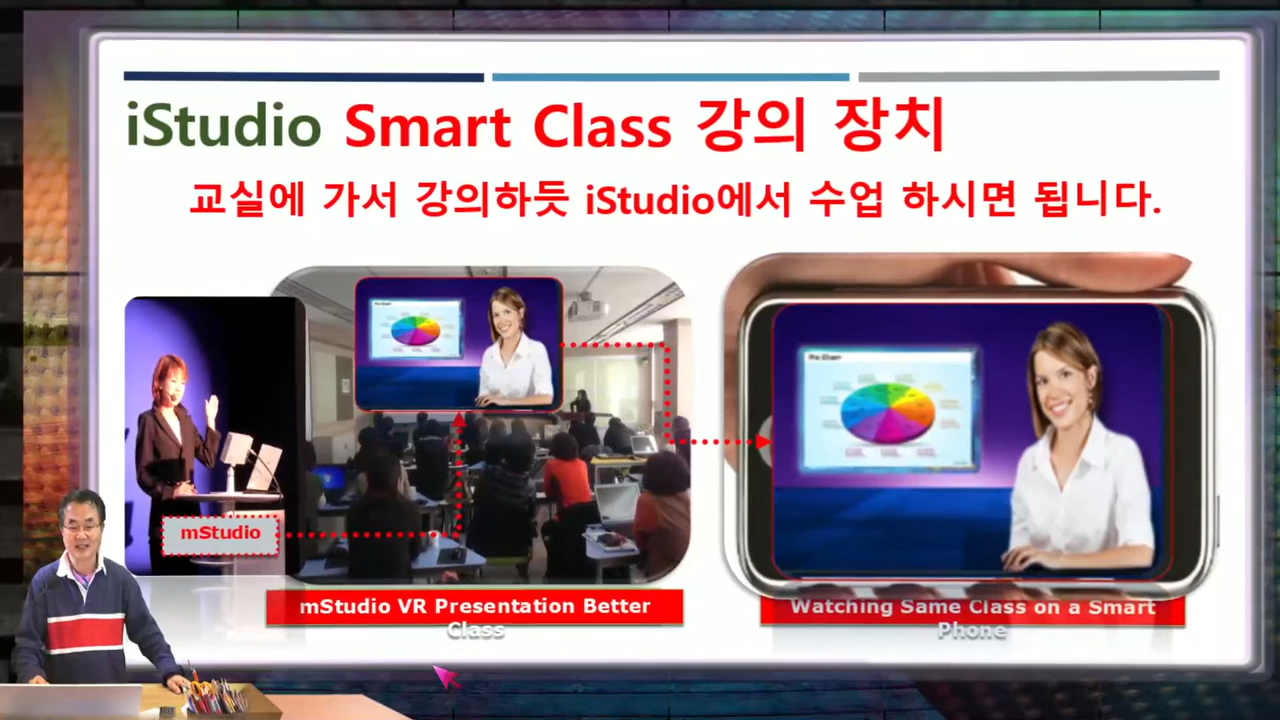 iStudio Smart Class 강의 장치
교실에 가서 강의하듯 iStudio에서 수업 하시면 됩니다.
mStudio
mStudio VR Presentation Better
Class
Watching Same Class on a Smart
Phone